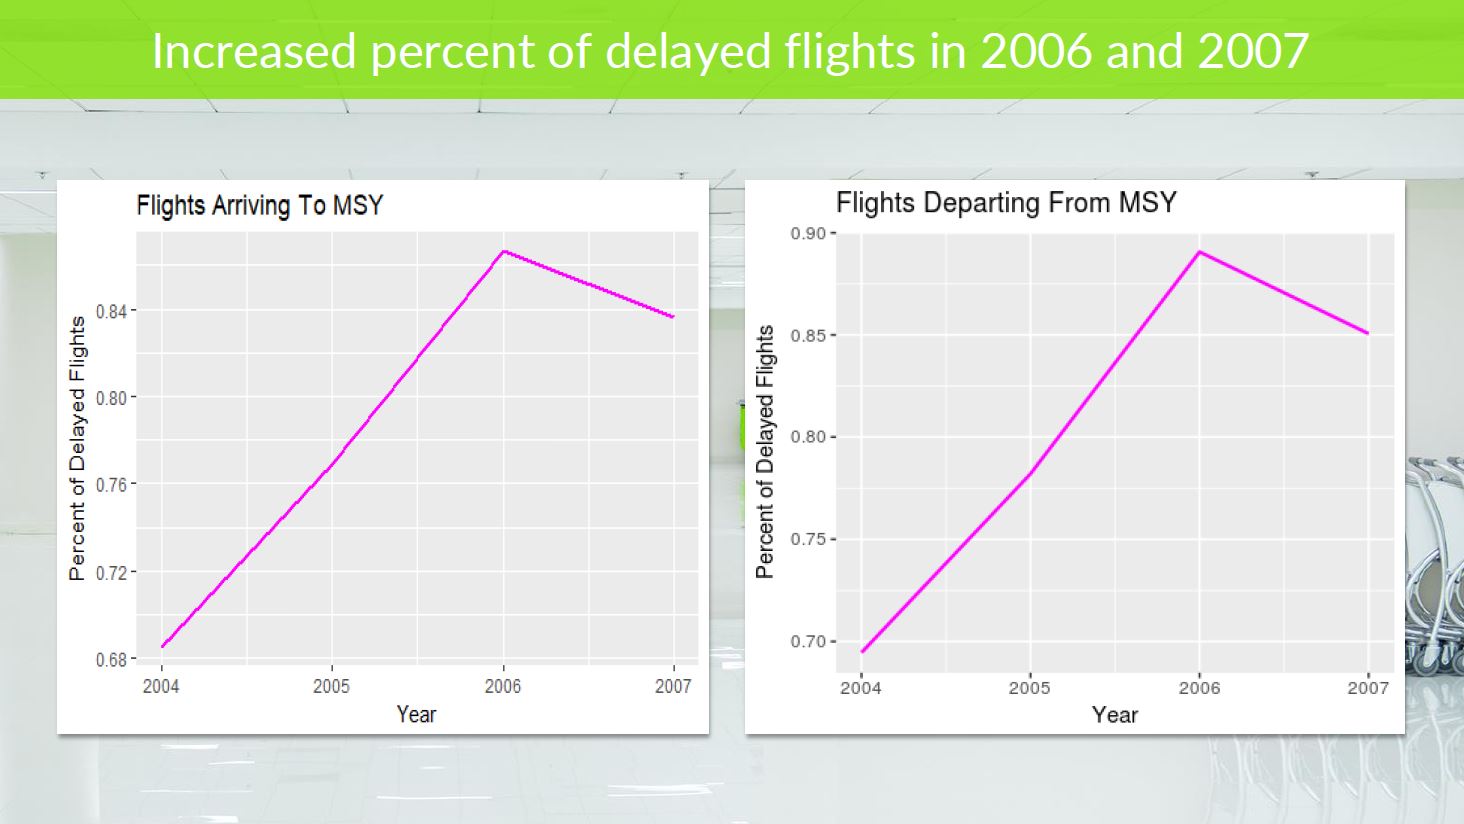 Increased percent of delayed flights in 2006 and 2007
Flights Arriving To MSY
Percent of Delayed Flights
0.84
0.80
0.76
0.72
0.68
2004 2005 2006 2007
Year
Flights Departing From MSY
Percent of Delayed Flights
0.90
0.85
0.80
0.75
0.70
2004 2005 2006 2007
Year